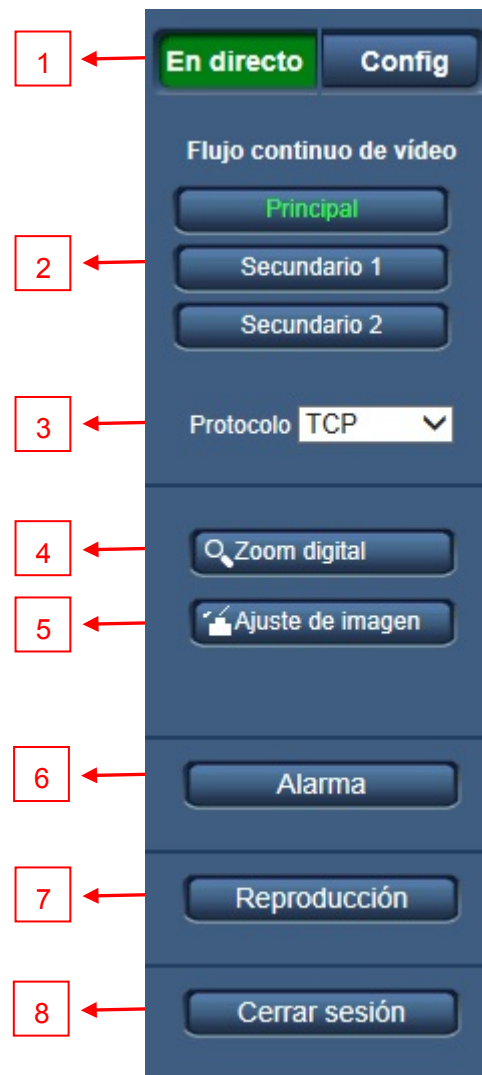 1
En directo Config
Flujo continuo de vídeo
Principal
2
Secundario 1
Secundario 2
3
Protocolo TCP
4
Zoom digital
5
Ajuste de imagen
6
Alarma
7
Reproducción
8
Cerrar sesión